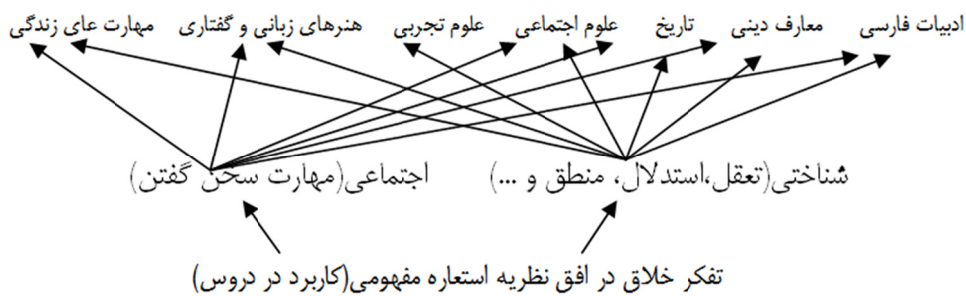 ادبیات فارسی   معارف دینی   تاریخ   علوم اجتماعی   علوم تجربی   هنرهای زبانی و گفتاری   مهارت عای زندگی
شناختی(تعقل،استدلال، منطق و ...)   اجتماعی(مهارت سخن گفتن)
تفکر خلاق در افق نظریه استعاره مفهومی(کاربرد در دروس)